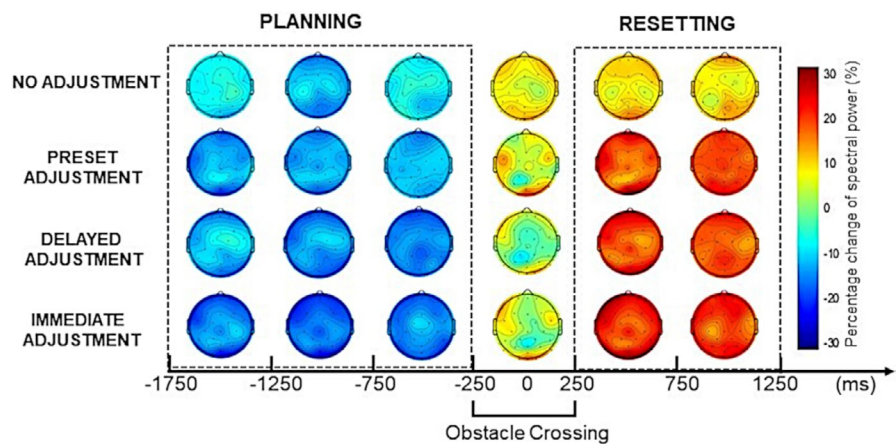 PLANNING
RESETTING
NO ADJUSTMENT
PRESET
ADJUSTMENT
DELAYED
ADJUSTMENT
IMMEDIATE
ADJUSTMENT
30
20
10
0
-10
-20
-30
Percentage change of spectral power (%)
-1750 -1250 -750 -250 0 250 750 1250 (ms)
Obstacle Crossing